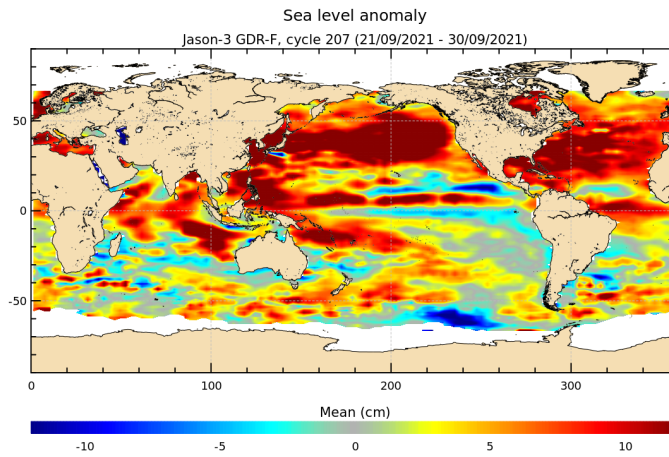 Sea level anomaly
Jason-3 GDR-F, cycle 207 (21/09/2021 - 30/09/2021)
50
0
-50
0 100 200 300
Mean (cm)
-10 -5 0 5 10